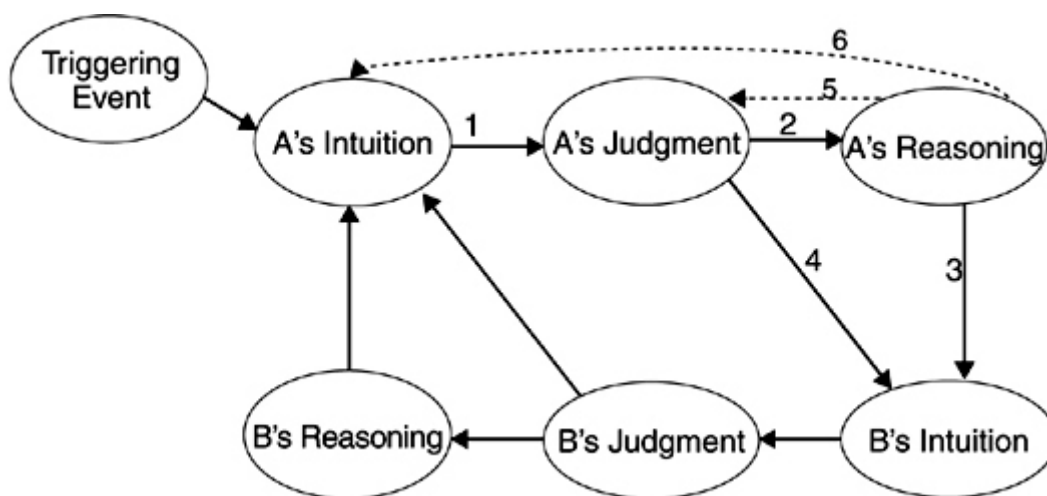 Triggering
Event
A's Intuition
1
A's Judgment
2
A's Reasoning
6
5
4
3
B's Reasoning
B's Judgment
B's Intuition